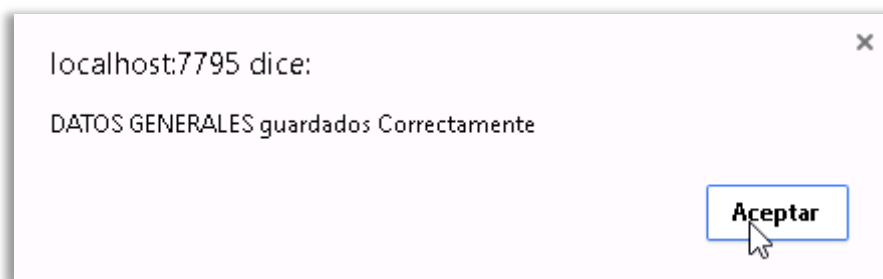 localhost:7795 dice:
DATOS GENERALES guardados Correctamente
Aceptar